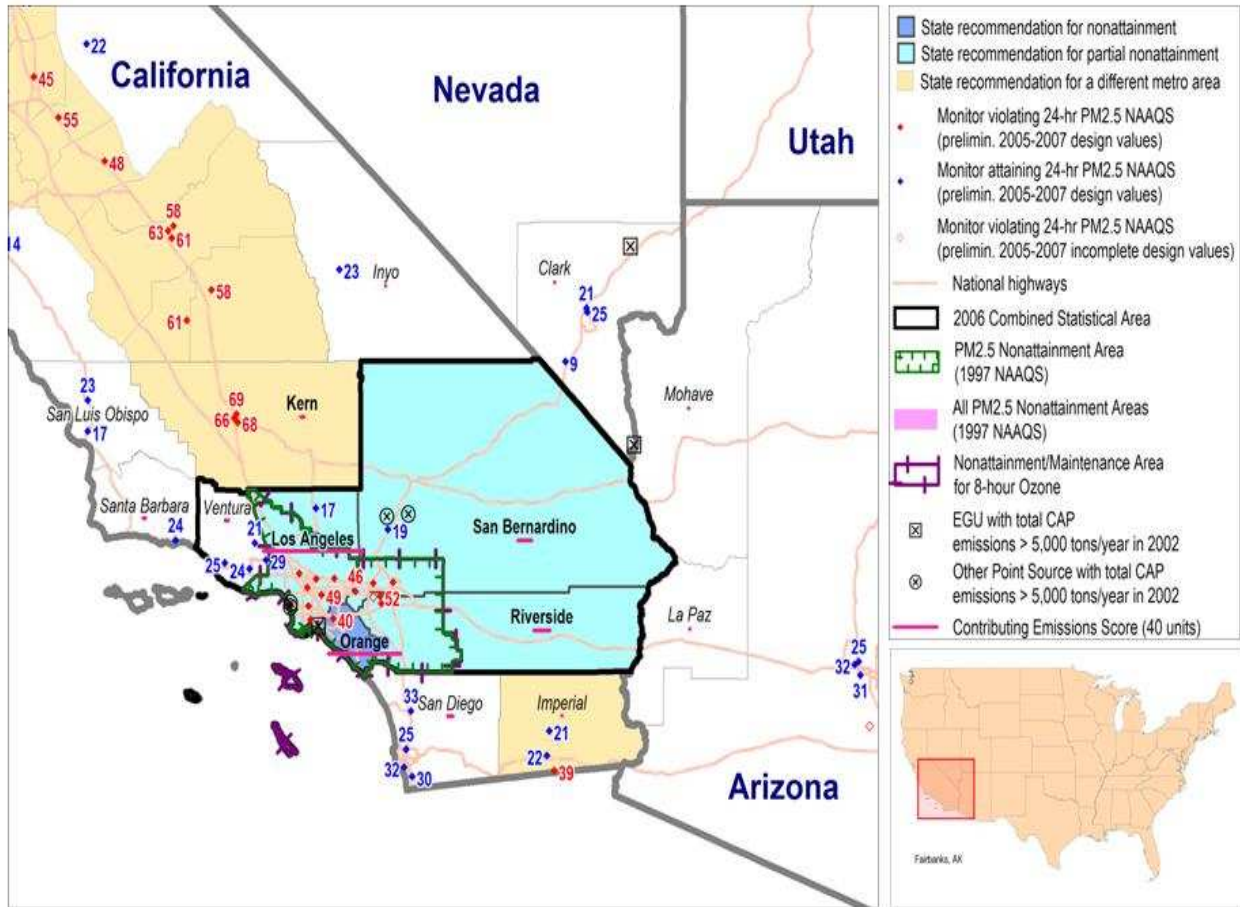 California
Nevada
Utah
Arizona
22
45
55
48
58
63
61
58
61
14
23
Inyo
Clark
21
25
9
Mohave
23
San Luis Obispo
17
69
66
68
Kern
Santa Barbara
24
Ventura
21
17
19
Los Angeles
San Bernardino
25
24
29
46
49
52
40
Riverside
Orange
La Paz
25
32
31
33
San Diego
Imperial
25
21
22
32
30
39
State recommendation for nonattainment
State recommendation for partial nonattainment
State recommendation for a different metro area
Monitor violating 24-hr PM2.5 NAAQS
(prelimin. 2005-2007 design values)
Monitor attaining 24-hr PM2.5 NAAQS
(prelimin. 2005-2007 design values)
Monitor violating 24-hr PM2.5 NAAQS
(prelimin. 2005-2007 incomplete design values)
National highways
2006 Combined Statistical Area
PM2.5 Nonattainment Area
(1997 NAAQS)
All PM2.5 Nonattainment Areas
(1997 NAAQS)
Nonattainment/Maintenance Area
for 8-hour Ozone
EGU with total CAP
emissions > 5,000 tons/year in 2002
Other Point Source with total CAP
emissions > 5,000 tons/year in 2002
Contributing Emissions Score (40 units)
Fairbanks, AK